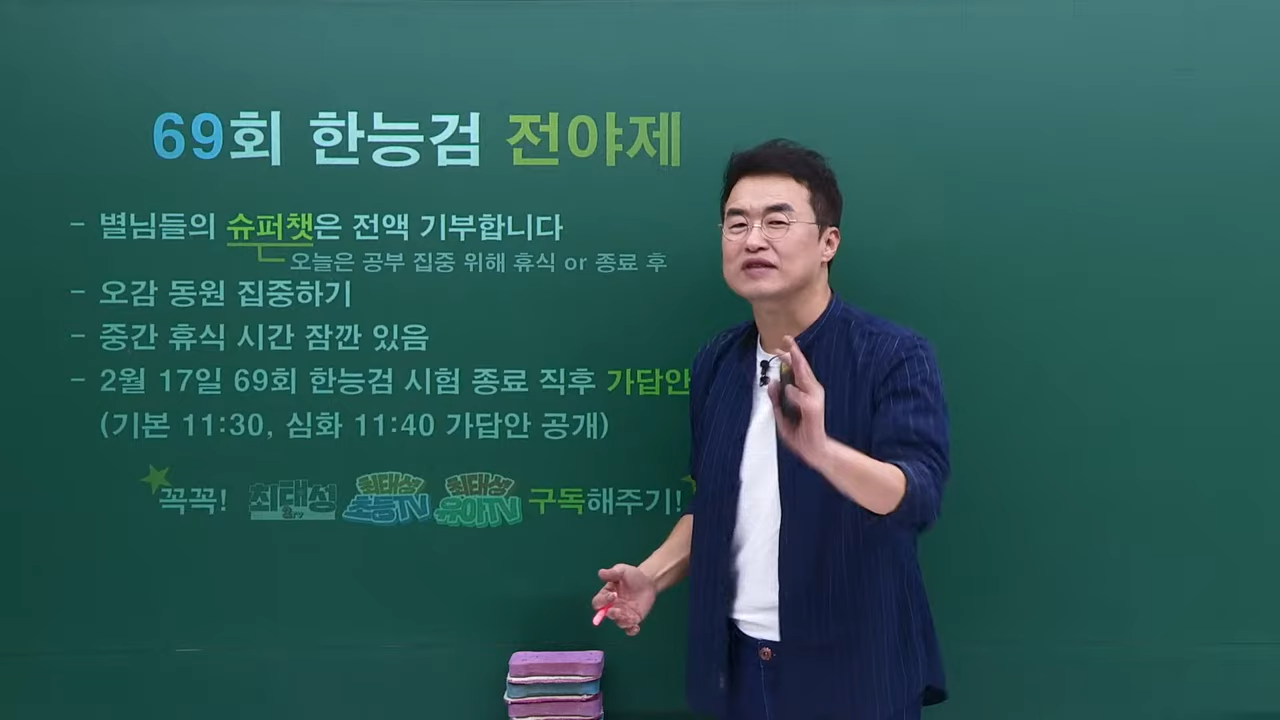 69회 한능검 전야제
- 별님들의 슈퍼챗은 전액 기부합니다
오늘은 공부 집중 위해 휴식 or 종료 후
- 오감 동원 집중하기
- 중간 휴식 시간 잠깐 있음
- 2월 17일 69회 한능검 시험 종료 직후 가답안
(기본 11:30, 심화 11:40 가답안 공개)
꼭꼭! 최태성 최태성 초등TV 최태성 유아TV 구독해주기!